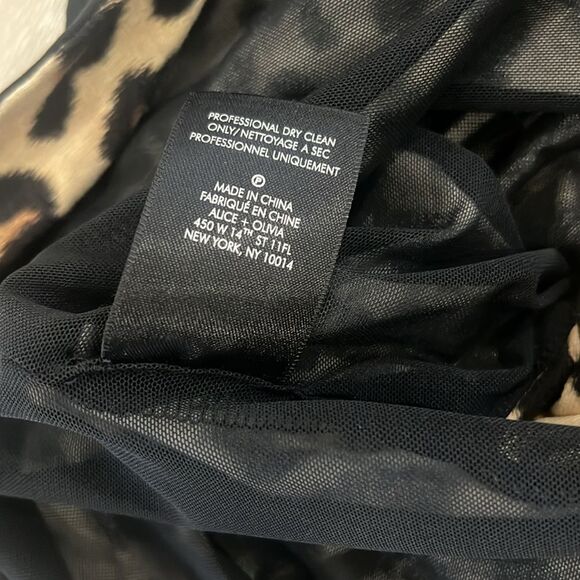 PROFESSIONAL DRY CLEAN
ONLY/NETTOYAGE A SEC
PROFESSIONNEL UNIQUEMENT
P
MADE IN CHINA
FABRIQUÉ EN CHINE
ALICE + OLIVIA
450 W 14TH ST 11FL
NEW YORK, NY 10014